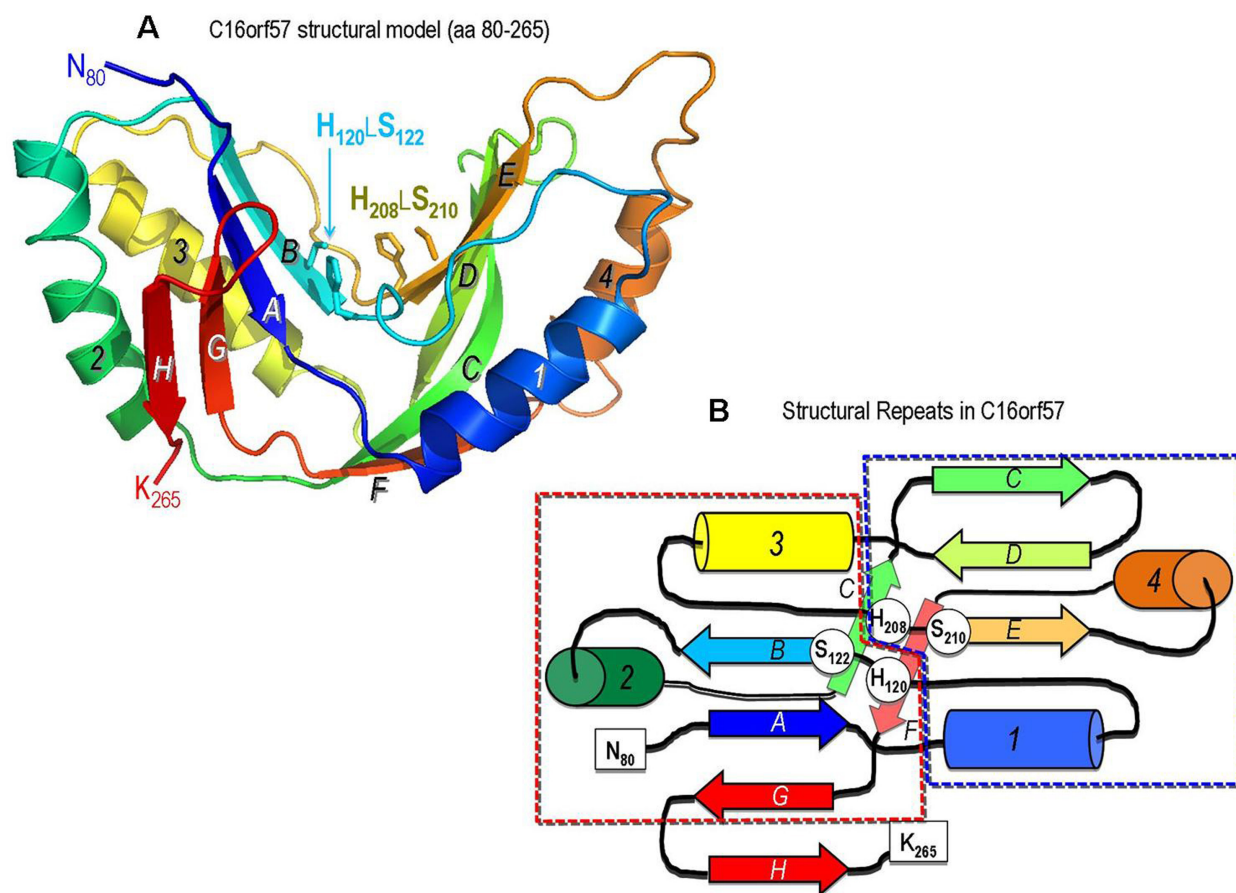 A C16orf57 structural model (aa 80-265)
N80
H120LS122
H208LS210
E
B
3
D
4
A
2
G
C
1
H
K265
F
B Structural Repeats in C16orf57
C
3
D
4
C
H208
S210
E
B
S122
2
H120
A
F
1
N80
G
K265
H